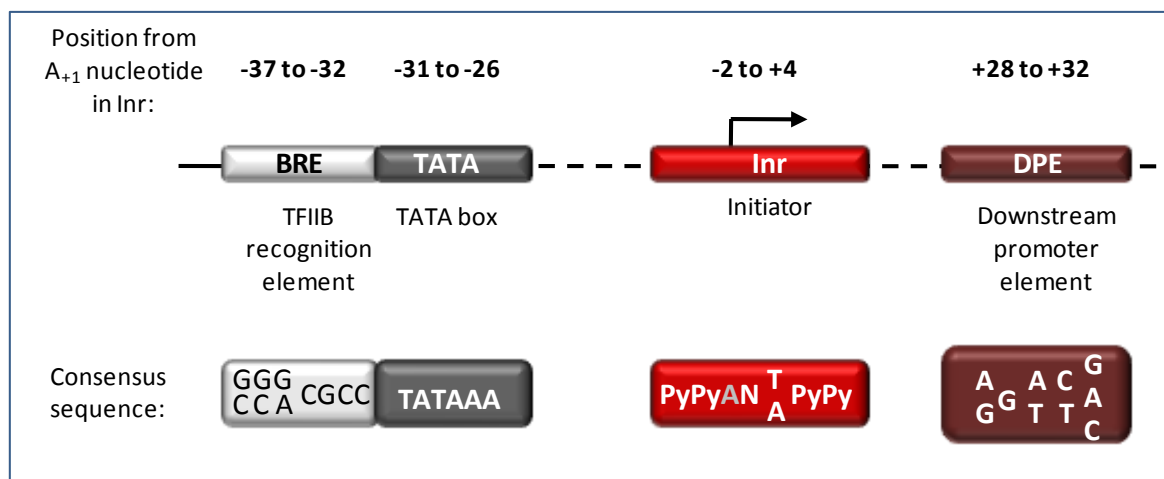 Position from
A+1 nucleotide
in Inr:
-37 to -32 -31 to -26 -2 to +4 +28 to +32
BRE TATA Inr DPE
TFIIB
recognition
element
TATA box
Initiator
Downstream
promoter
element
Consensus
sequence:
GGG
CCA
CGCC
TATAAA
PyPyAN
T
A
PyPy
A
G
G
A
T
C
T
G
A
C